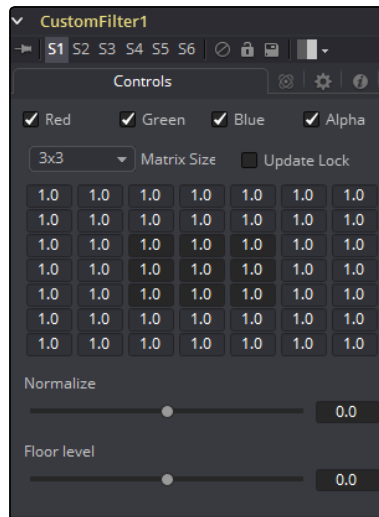 CustomFilter1
S1 S2 S3 S4 S5 S6
Controls
Red Green Blue Alpha
3x3 Matrix Size Update Lock
1.0 1.0 1.0 1.0 1.0 1.0 1.0
1.0 1.0 1.0 1.0 1.0 1.0 1.0
1.0 1.0 1.0 1.0 1.0 1.0 1.0
1.0 1.0 1.0 1.0 1.0 1.0 1.0
1.0 1.0 1.0 1.0 1.0 1.0 1.0
1.0 1.0 1.0 1.0 1.0 1.0 1.0
1.0 1.0 1.0 1.0 1.0 1.0 1.0
Normalize
0.0
Floor level
0.0